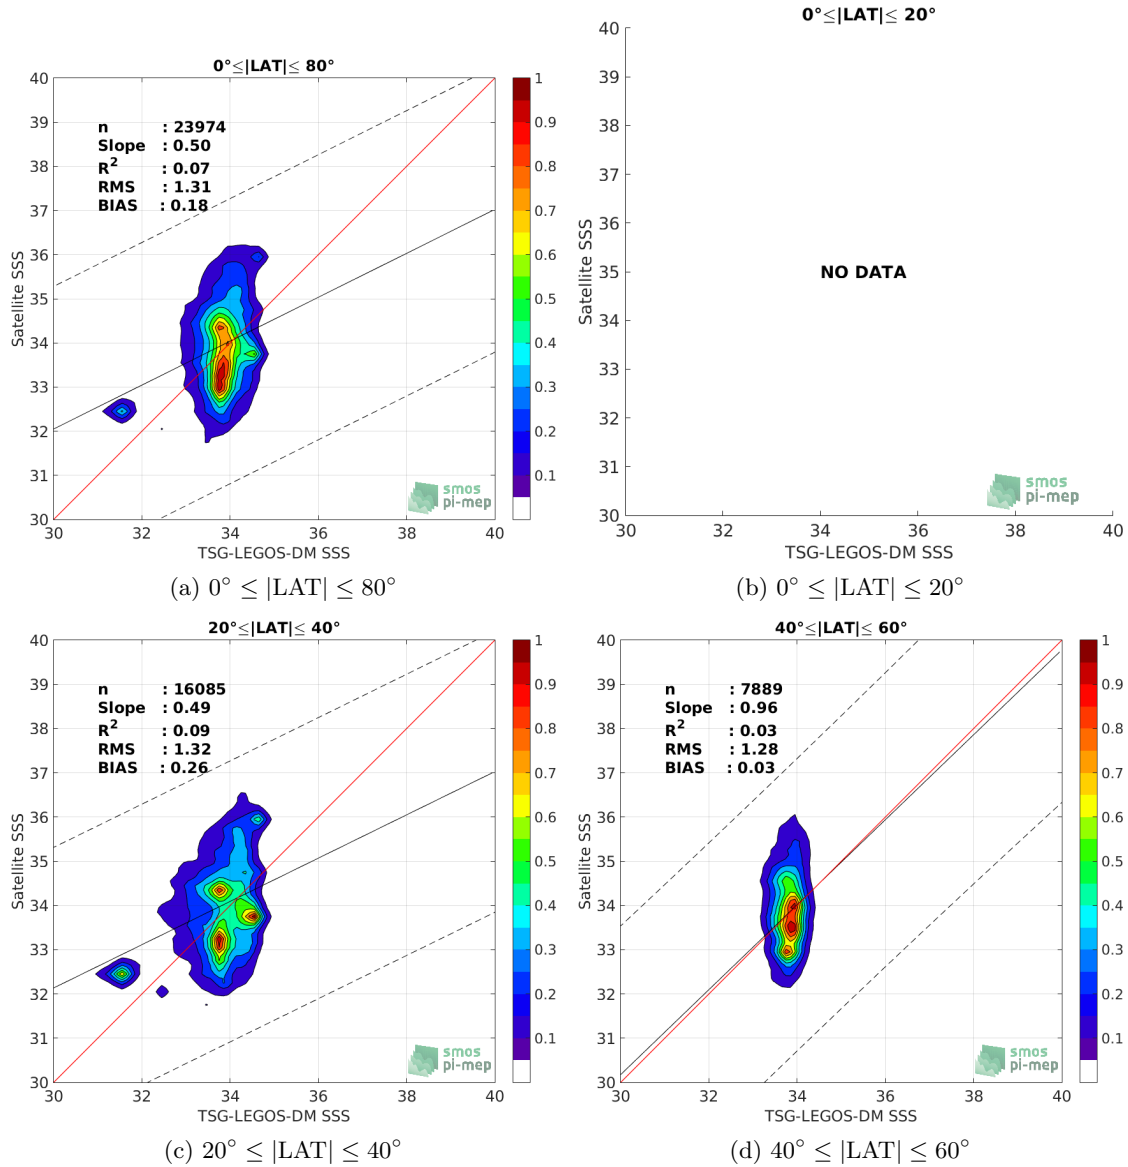 0°≤|LAT|≤ 80°
40
39
38
37
36
35
34
33
32
31
30
Satellite SSS
n : 23974
Slope : 0.50
R2 : 0.07
RMS : 1.31
BIAS : 0.18
1
0.9
0.8
0.7
0.6
0.5
0.4
0.3
0.2
0.1
smos
pi-mep
30 32 34 36 38 40
TSG-LEGOS-DM SSS
(a) 0° ≤ |LAT| ≤ 80°
0°≤|LAT|≤ 20°
40
39
38
37
36
35
34
33
32
31
30
Satellite SSS
NO DATA
smos
pi-mep
30 32 34 36 38 40
TSG-LEGOS-DM SSS
(b) 0° ≤ |LAT| ≤ 20°
20°≤|LAT|≤ 40°
40
39
38
37
36
35
34
33
32
31
30
Satellite SSS
n : 16085
Slope : 0.49
R2 : 0.09
RMS : 1.32
BIAS : 0.26
1
0.9
0.8
0.7
0.6
0.5
0.4
0.3
0.2
0.1
smos
pi-mep
30 32 34 36 38 40
TSG-LEGOS-DM SSS
(c) 20° ≤ |LAT| ≤ 40°
40°≤|LAT|≤ 60°
40
39
38
37
36
35
34
33
32
31
30
Satellite SSS
n : 7889
Slope : 0.96
R2 : 0.03
RMS : 1.28
BIAS : 0.03
1
0.9
0.8
0.7
0.6
0.5
0.4
0.3
0.2
0.1
smos
pi-mep
30 32 34 36 38 40
TSG-LEGOS-DM SSS
(d) 40° ≤ |LAT| ≤ 60°